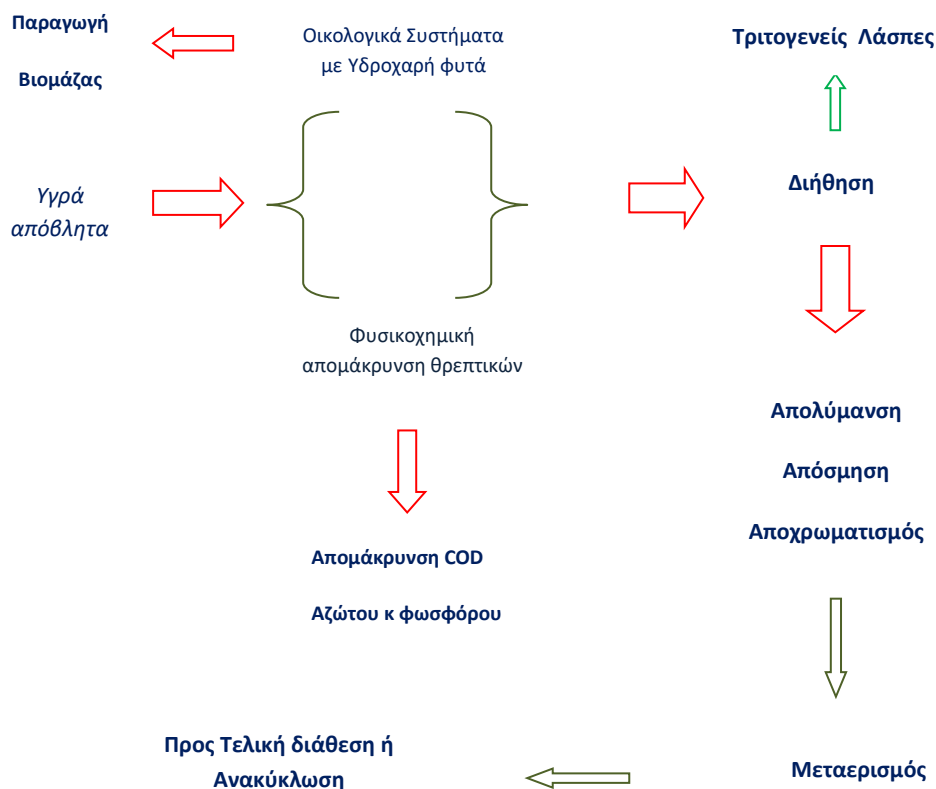 Παραγωγή
Βιομάζας
Οικολογικά Συστήματα
με Υδροχαρή φυτά
Τριτογενείς Λάσπες
Υγρά
απόβλητα
Διήθηση
Φυσικοχημική
απομάκρυνση θρεπτικών
Απολύμανση
Απόσμηση
Αποχρωματισμός
Απομάκρυνση COD
Αζώτου κ φωσφόρου
Προς Τελική διάθεση ή
Ανακύκλωση
Μεταερισμός